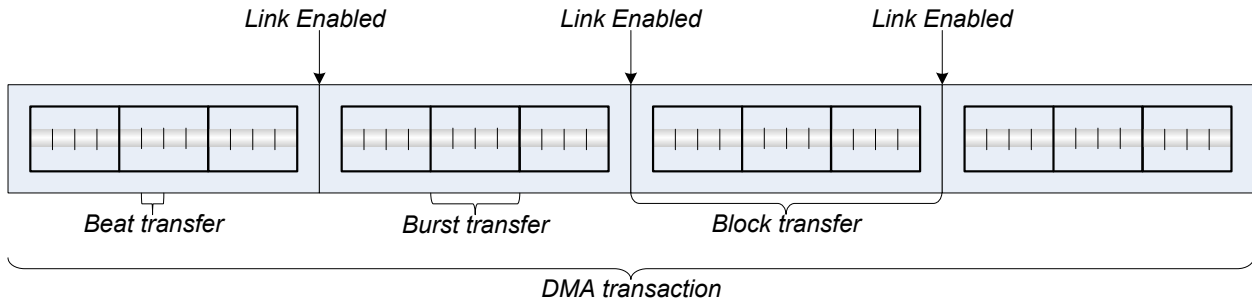 Link Enabled Link Enabled Link Enabled
Beat transfer Burst transfer Block transfer
DMA transaction